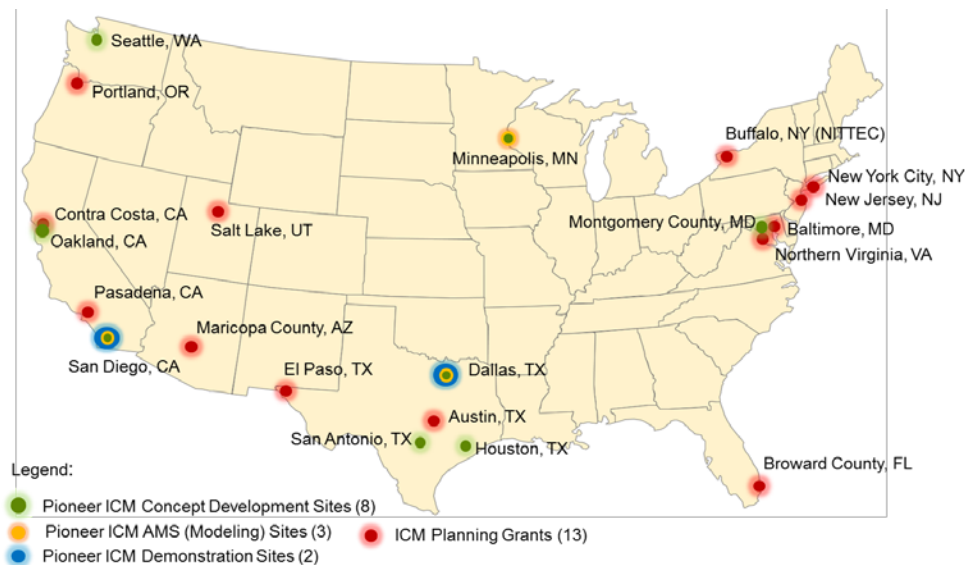 Seattle, WA
Portland, OR
Minneapolis, MN
Buffalo, NY (NITTEC)
New York City, NY
New Jersey, NJ
Contra Costa, CA
Oakland, CA
Salt Lake, UT
Montgomery County, MD
Baltimore, MD
Northern Virginia, VA
Pasadena, CA
Maricopa County, AZ
San Diego, CA
El Paso, TX
Dallas, TX
Austin, TX
San Antonio, TX
Houston, TX
Broward County, FL
Legend:
Pioneer ICM Concept Development Sites (8)
Pioneer ICM AMS (Modeling) Sites (3)
ICM Planning Grants (13)
Pioneer ICM Demonstration Sites (2)